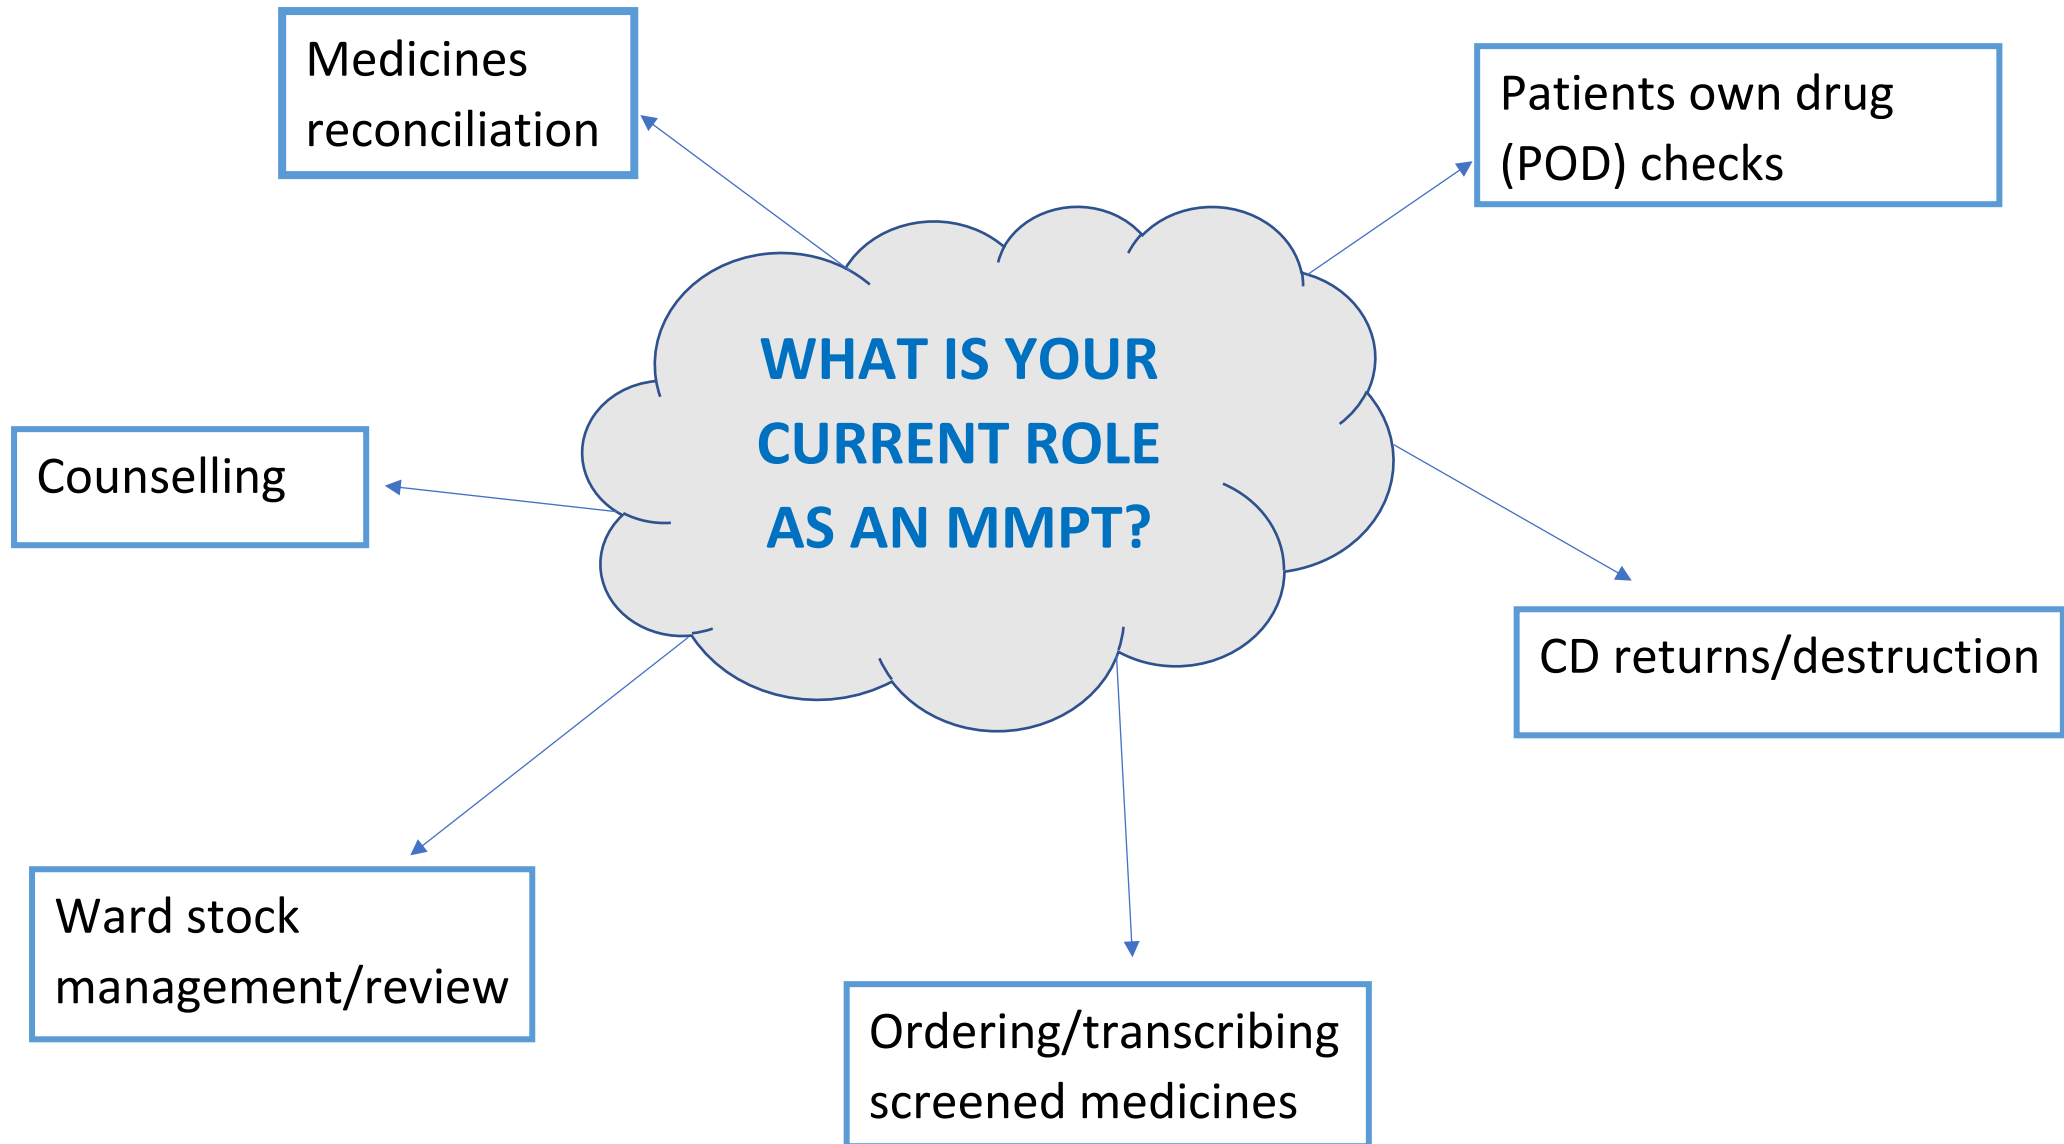 Medicines
reconciliation
Patients own drug
(POD) checks
WHAT IS YOUR
CURRENT ROLE
AS AN MMPT?
Counselling
CD returns/destruction
Ward stock
management/review
Ordering/transcribing
screened medicines